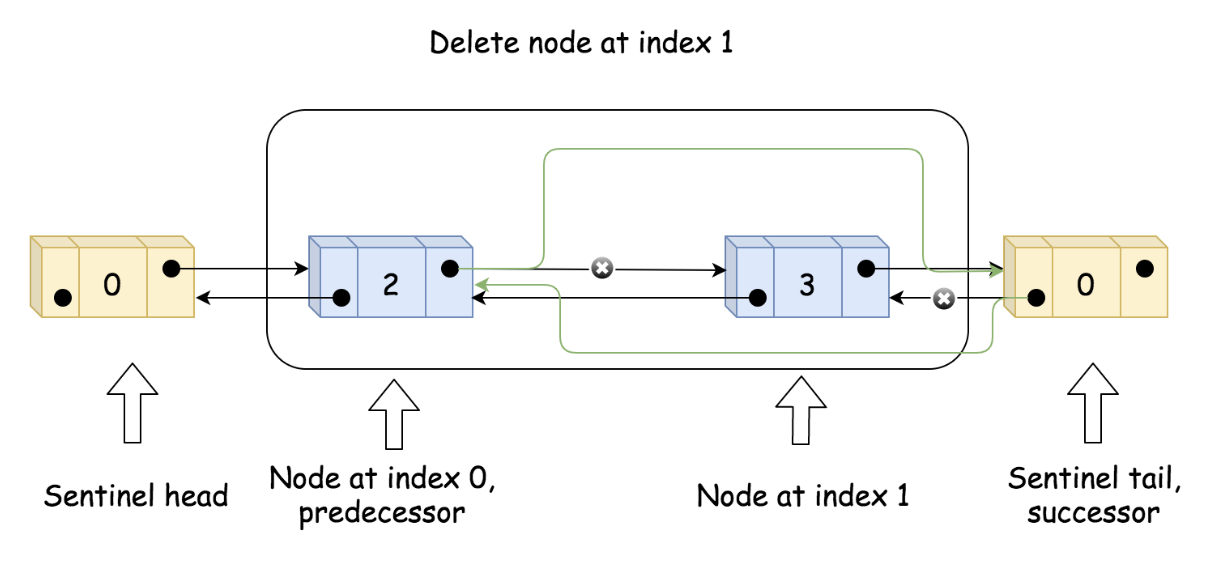 Delete node at index 1
0
2
3
0
Sentinel head
Node at index 0,
predecessor
Node at index 1
Sentinel tail,
successor